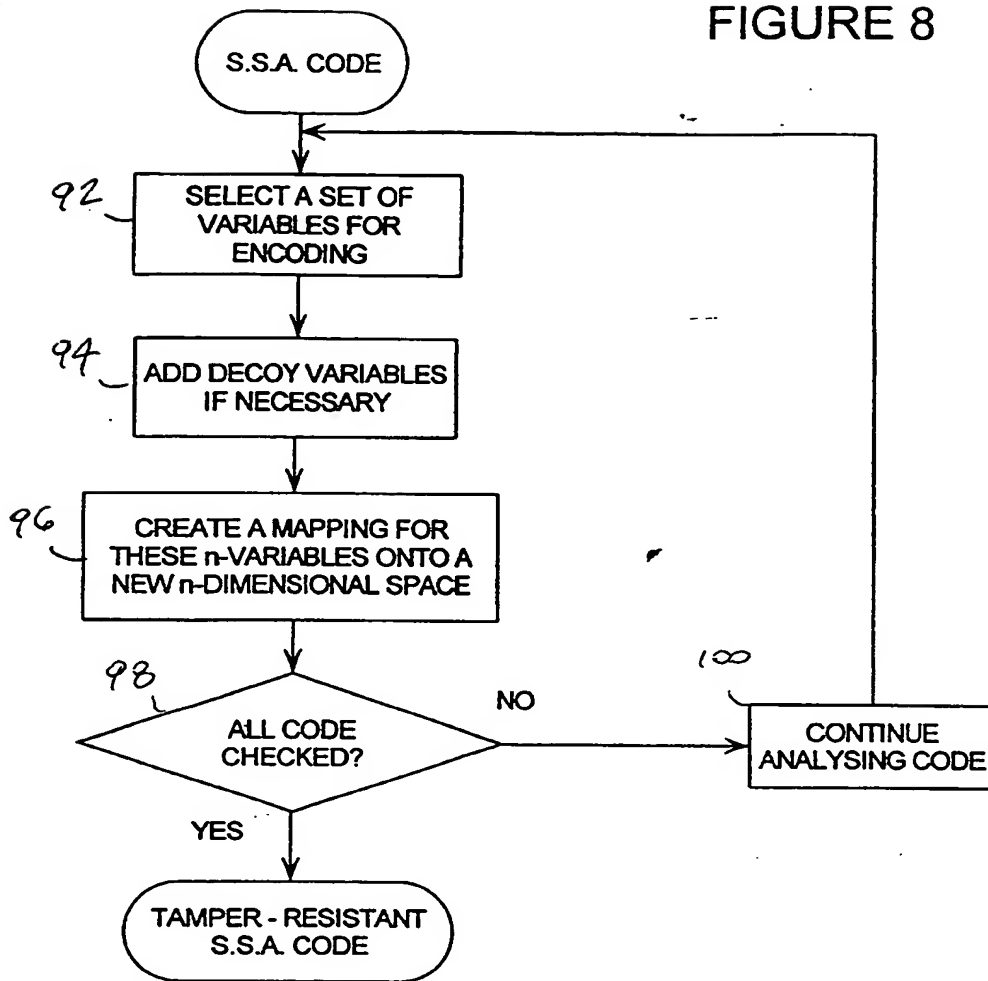 FIGURE 8
S.S.A. CODE
92
SELECT A SET OF
VARIABLES FOR
ENCODING
94
ADD DECOY VARIABLES
IF NECESSARY
96
CREATE A MAPPING FOR
THESE n-VARIABLES ONTO A
NEW n-DIMENSIONAL SPACE
98
ALL CODE
CHECKED?
NO
100
CONTINUE
ANALYSING CODE
YES
TAMPER - RESISTANT
S.S.A. CODE